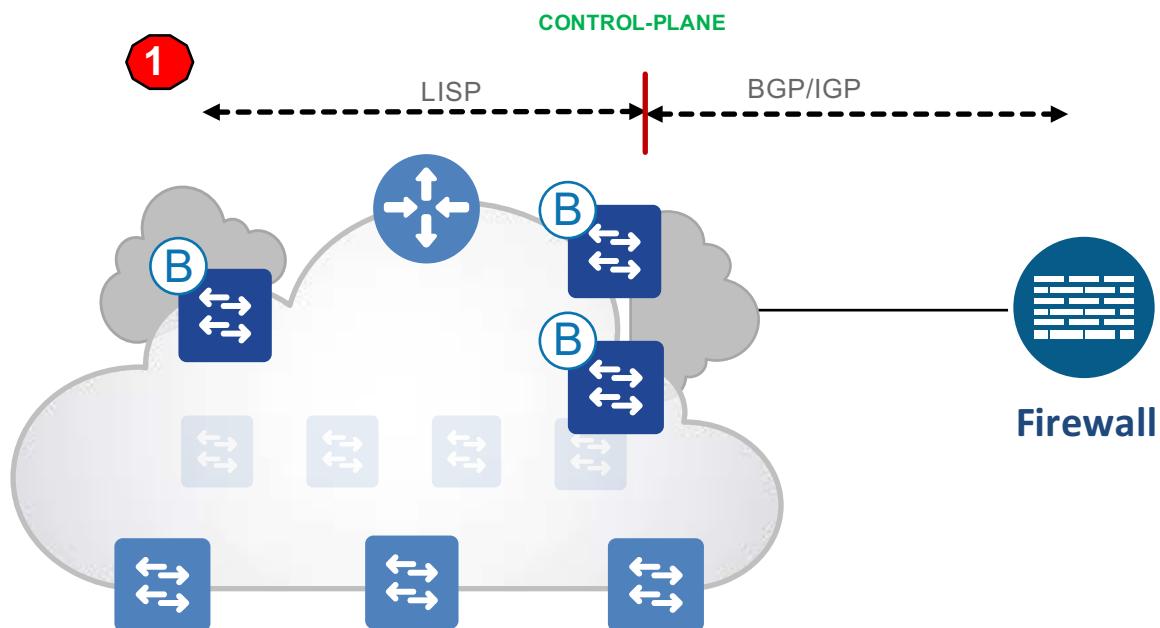 CONTROL-PLANE
1
LISP
BGP/IGP
B
B
B
Firewall